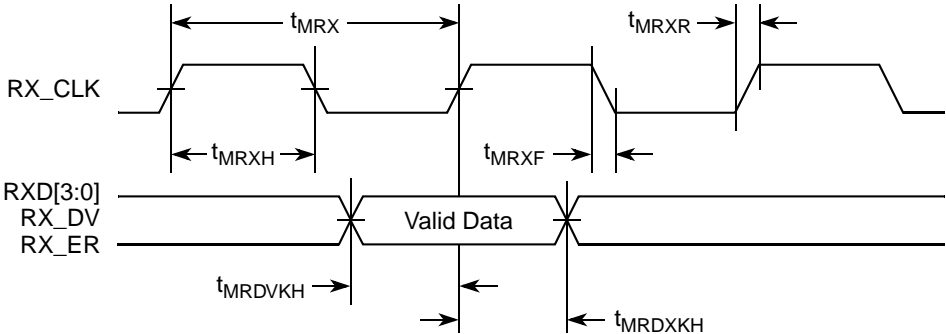 tMRX
tMRXR
RX_CLK
tMRXH
tMRXF
RXD[3:0]
RX_DV
Valid Data
RX_ER
tMRDVKH
tMRDXKH